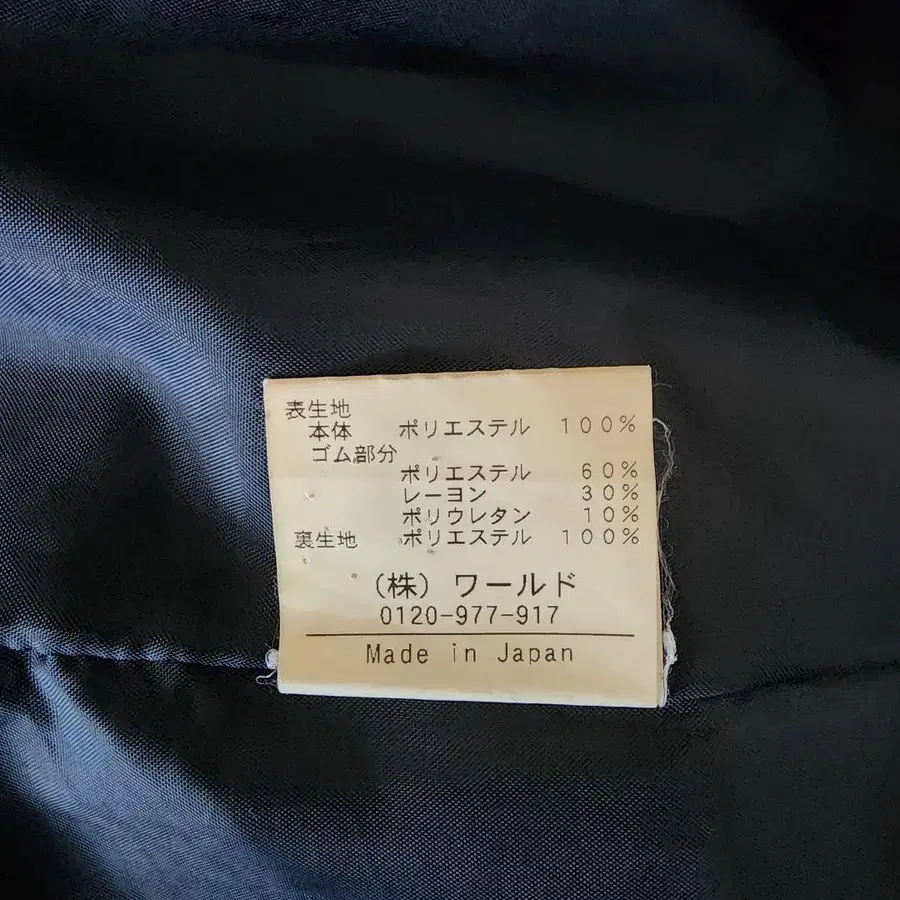 表生地
本体 ポリエステル 100%
ゴム部分
ポリエステル 60%
レーヨン 30%
ポリウレタン 10%
裏生地 ポリエステル 100%
(株) ワールド
0120-977-917
Made in Japan